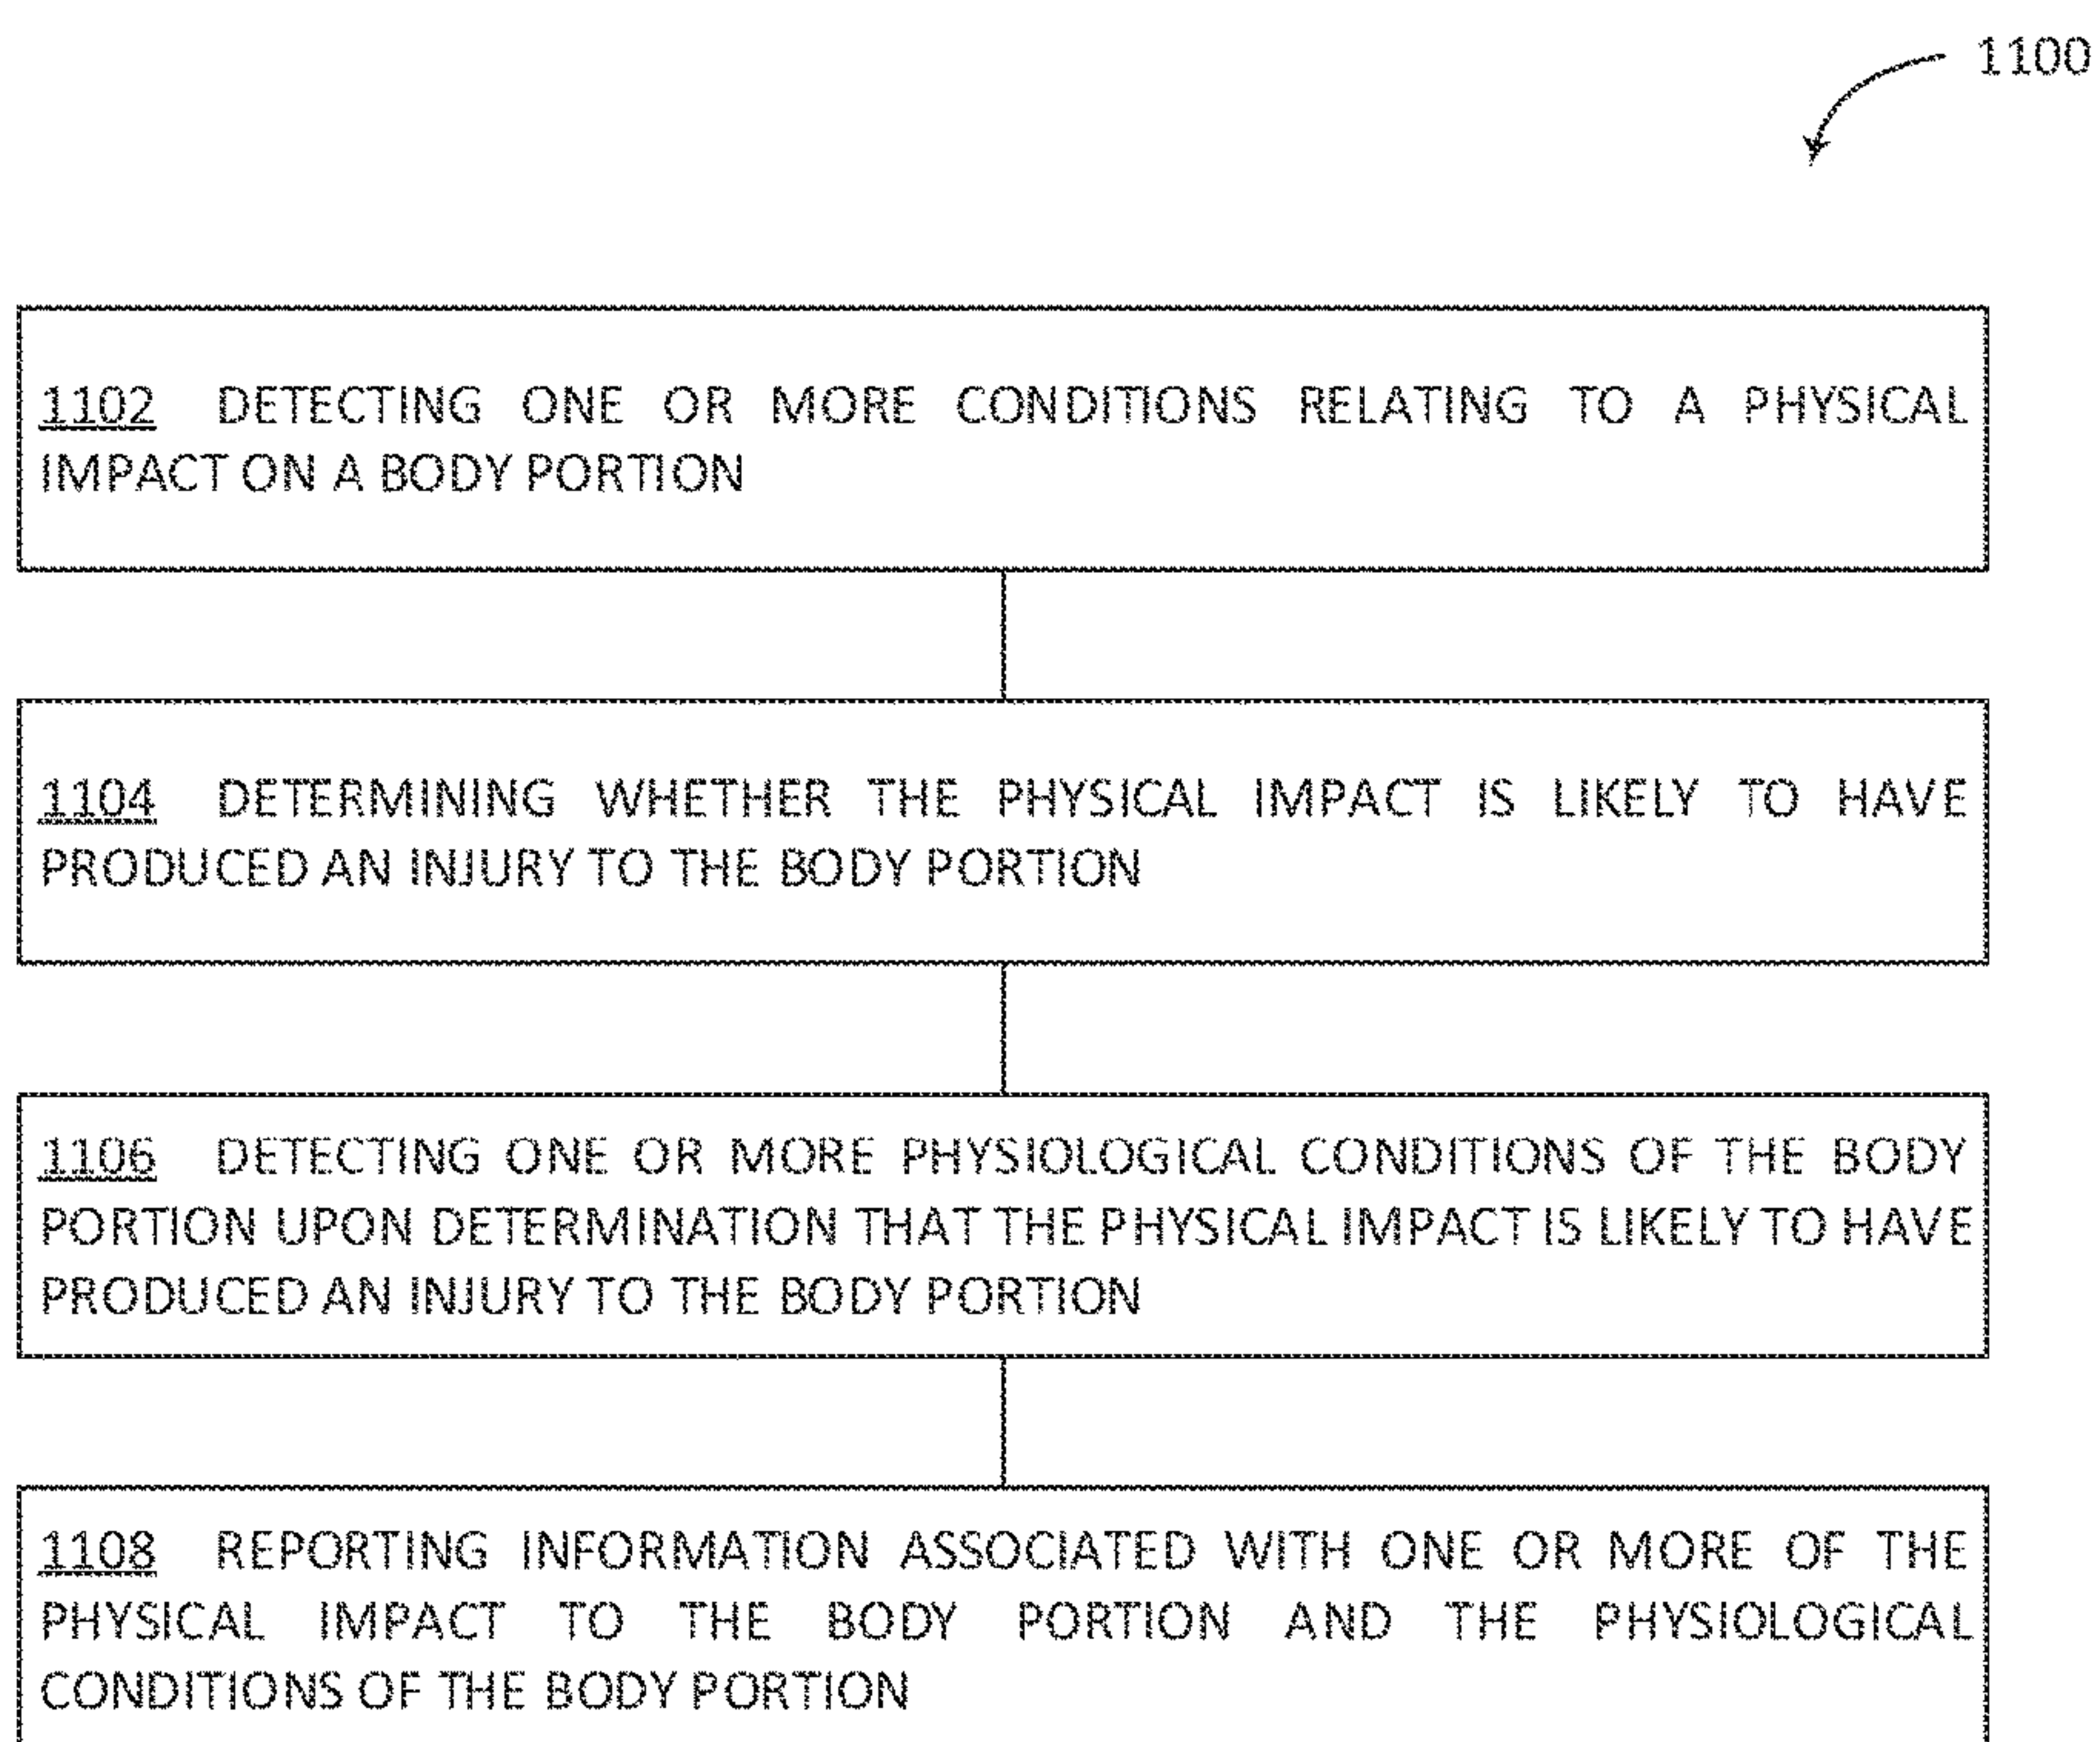 1100
1102 DETECTING ONE OR MORE CONDITIONS RELATING TO A PHYSICAL
IMPACT ON A BODY PORTION
1104 DETERMINING WHETHER THE PHYSICAL IMPACT IS LIKELY TO HAVE
PRODUCED AN INJURY TO THE BODY PORTION
1106 DETECTING ONE OR MORE PHYSIOLOGICAL CONDITIONS OF THE BODY
PORTION UPON DETERMINATION THAT THE PHYSICAL IMPACT IS LIKELY TO HAVE
PRODUCED AN INJURY TO THE BODY PORTION
1108 REPORTING INFORMATION ASSOCIATED WITH ONE OR MORE OF THE
PHYSICAL IMPACT TO THE BODY PORTION AND THE PHYSIOLOGICAL
CONDITIONS OF THE BODY PORTION